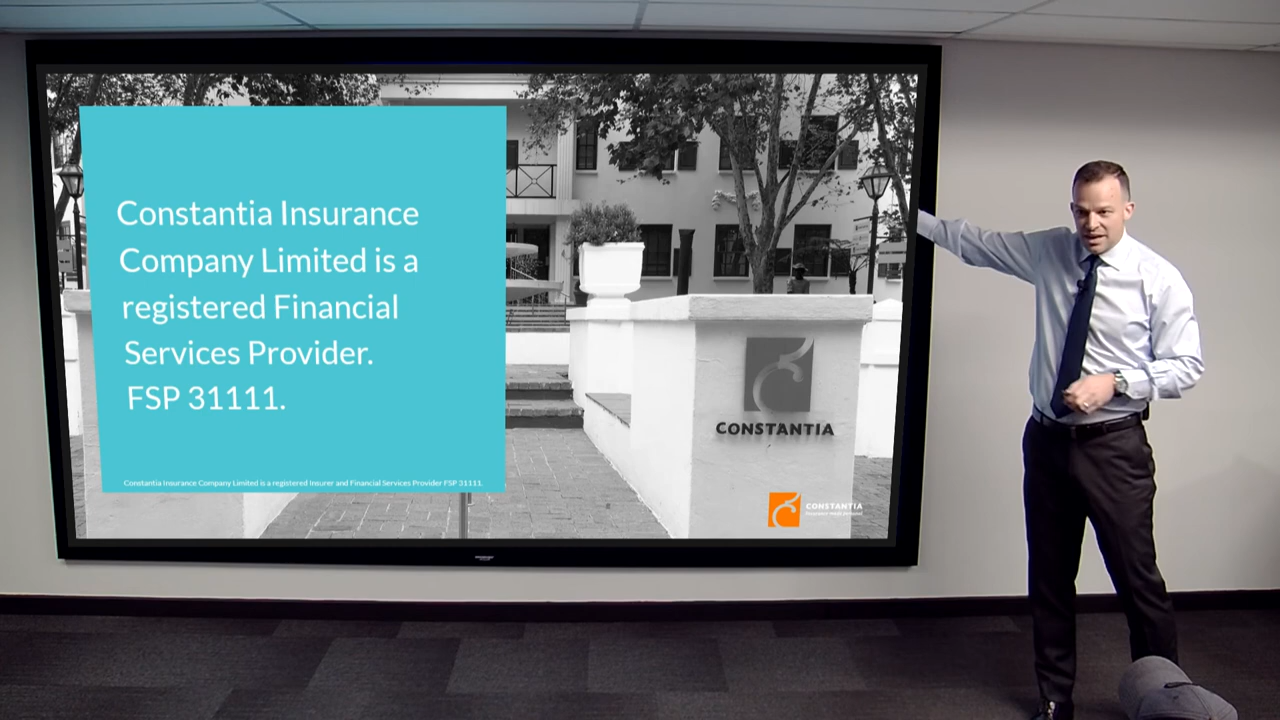 Constantia Insurance
Company Limited is a
registered Financial
Services Provider.
FSP 31111.
Constantia Insurance Company Limited is a registered Insurer and Financial Services Provider FSP 31111.
CONSTANTIA
CONSTANTIA